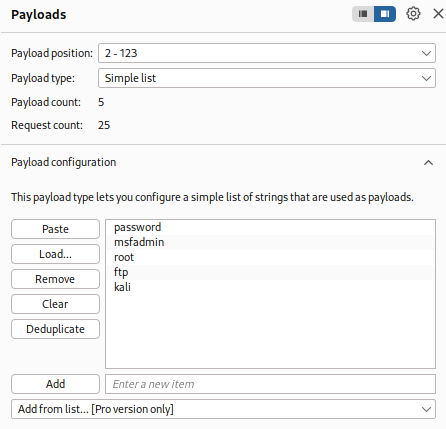 Payloads
Payload position: 2 - 123
Payload type: Simple list
Payload count: 5
Request count: 25
Payload configuration
This payload type lets you configure a simple list of strings that are used as payloads.
Paste
Load...
Remove
Clear
Deduplicate
password
msfadmin
root
ftp
kali
Add
Enter a new item
Add from list... [Pro version only]